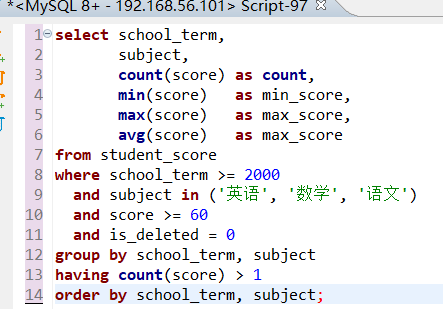 *<MySQL 8+ - 192.168.56.101> Script-97
1 select school_term,
2 subject,
3 count(score) as count,
4 min(score) as min_score,
5 max(score) as max_score,
6 avg(score) as max_score
7 from student_score
8 where school_term >= 2000
9 and subject in ('英语', '数学', '语文')
10 and score >= 60
11 and is_deleted = 0
12 group by school_term, subject
13 having count(score) > 1
14 order by school_term, subject;